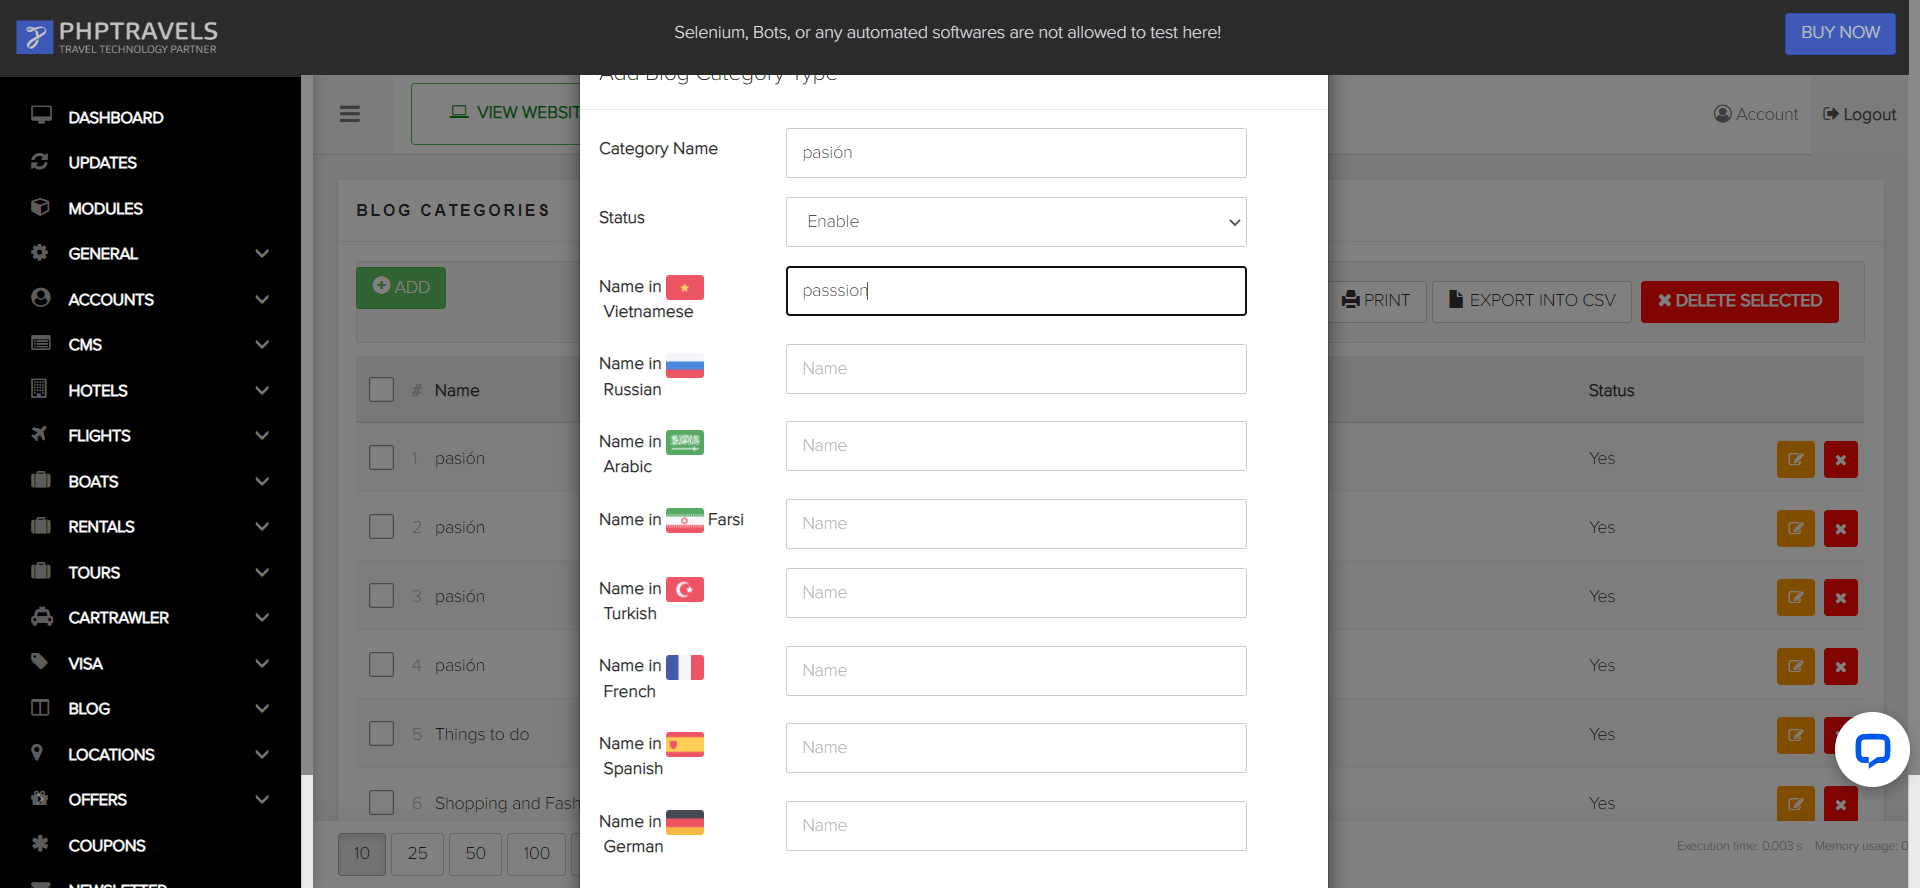 PHPTRAVELS
TRAVEL TECHNOLOGY PARTNER
Selenium, Bots, or any automated softwares are not allowed to test here!
BUY NOW
DASHBOARD
UPDATES
MODULES
GENERAL
ACCOUNTS
CMS
HOTELS
FLIGHTS
BOATS
RENTALS
TOURS
CARTRAWLER
VISA
BLOG
LOCATIONS
OFFERS
COUPONS
NEWSLETTER
VIEW WEBSIT
Account
Logout
BLOG CATEGORIES
ADD
PRINT
EXPORT INTO CSV
DELETE SELECTED
# Name
Status
1 pasión
Yes
2 pasión
Yes
3 pasión
Yes
4 pasión
Yes
5 Things to do
Yes
6 Shopping and Fash
Yes
10
25
50
100
Execution time: 0.003 s
Memory usage: 0
Add Blog Category Type
Category Name
pasión
Status
Enable
Name in
Vietnamese
passsion
Name in
Russian
Name
Name in
Arabic
Name
Name in Farsi
Name
Name in
Turkish
Name
Name in
French
Name
Name in
Spanish
Name
Name in
German
Name